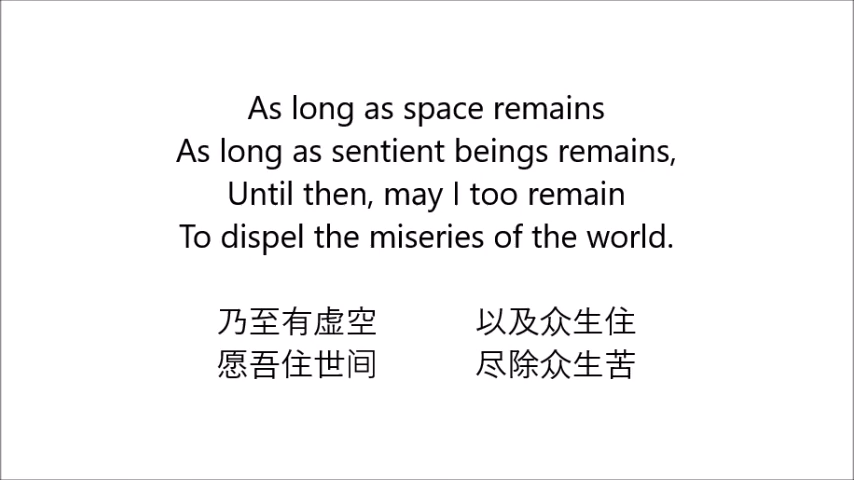 As long as space remains
As long as sentient beings remains,
Until then, may I too remain
To dispel the miseries of the world.
乃至有虚空 以及众生住
愿吾住世间 尽除众生苦